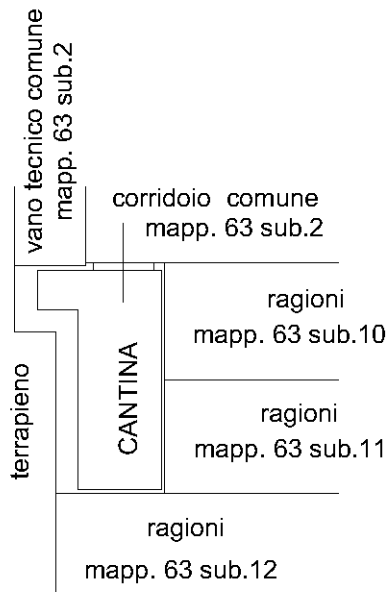 vano tecnico comune
mapp. 63 sub.2
corridoio comune
mapp. 63 sub.2
ragioni
mapp. 63 sub.10
CANTINA
terrapieno
ragioni
mapp. 63 sub.11
ragioni
mapp. 63 sub.12